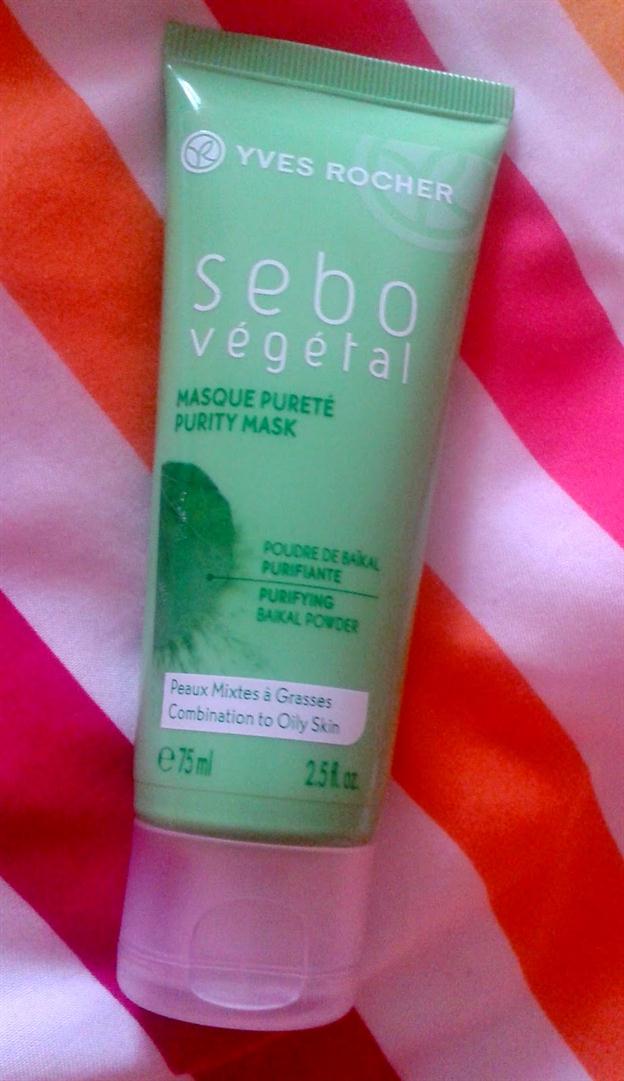 YVES ROCHER
sebo
végétal
MASQUE PURETÉ
PURITY MASK
POUDRE DE BAÏKAL
PURIFIANTE
PURIFYING
BAIKAL POWDER
Peaux Mixtes à Grasses
Combination to Oily Skin
℮75 ml 2.5 fl. oz.